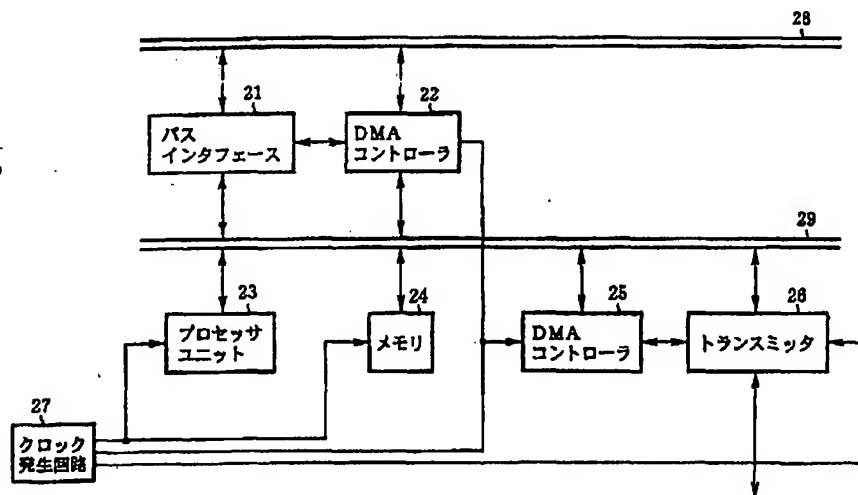 28
21
22
バス
インタフェース
DMA
コントローラ
29
23
24
25
26
プロセッサ
ユニット
メモリ
DMA
コントローラ
トランスミッタ
27
クロック
発生回路